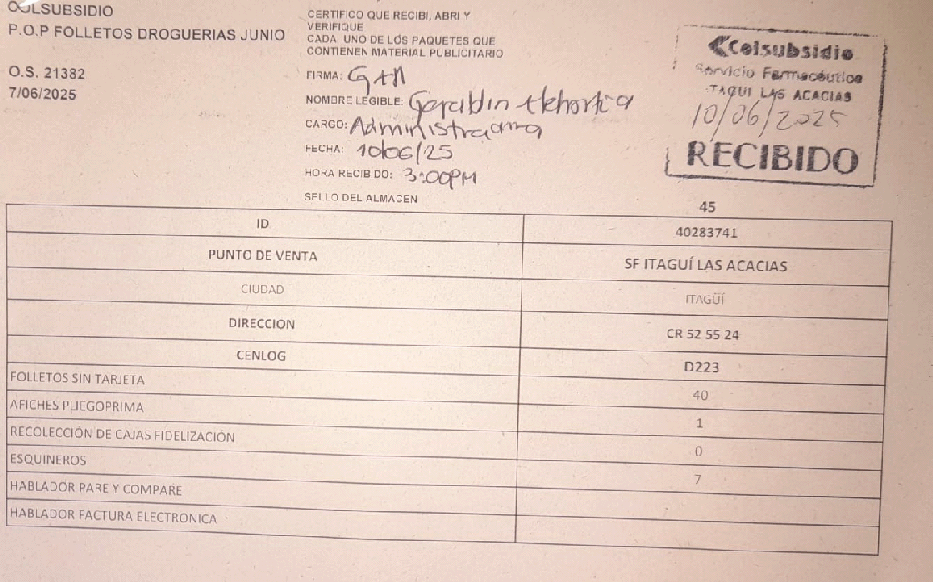 COLSUBSIDIO
P.O.P FOLLETOS DROGUERIAS JUNIO
O.S. 21382
7/06/2025
CERTIFICO QUE RECIBI, ABRI Y
VERIFIQUE
CADA UNO DE LOS PAQUETES QUE
CONTIENEN MATERIAL PUBLICITARIO
FIRMA: GAM
NOMBRE LEGIBLE: Geraldin
CARGO: Administradora
FECHA: 10/06/25
HORA RECIBIDO: 3:00PM
SELLO DEL ALMACEN
Colsubsidio
Servicio Farmacéutico
ITAGUI LAS ACACIAS
10/06/2025
RECIBIDO
45
ID 40283741
PUNTO DE VENTA SF ITAGUÍ LAS ACACIAS
CIUDAD ITAGÜÍ
DIRECCION CR 52 55 24
CENLOG D223
FOLLETOS SIN TARJETA 40
AFICHES PLIEGOPRIMA 1
RECOLECCIÓN DE CAJAS FIDELIZACIÓN 0
ESQUINEROS 7
HABLADOR PARE Y COMPARE
HABLADOR FACTURA ELECTRONICA